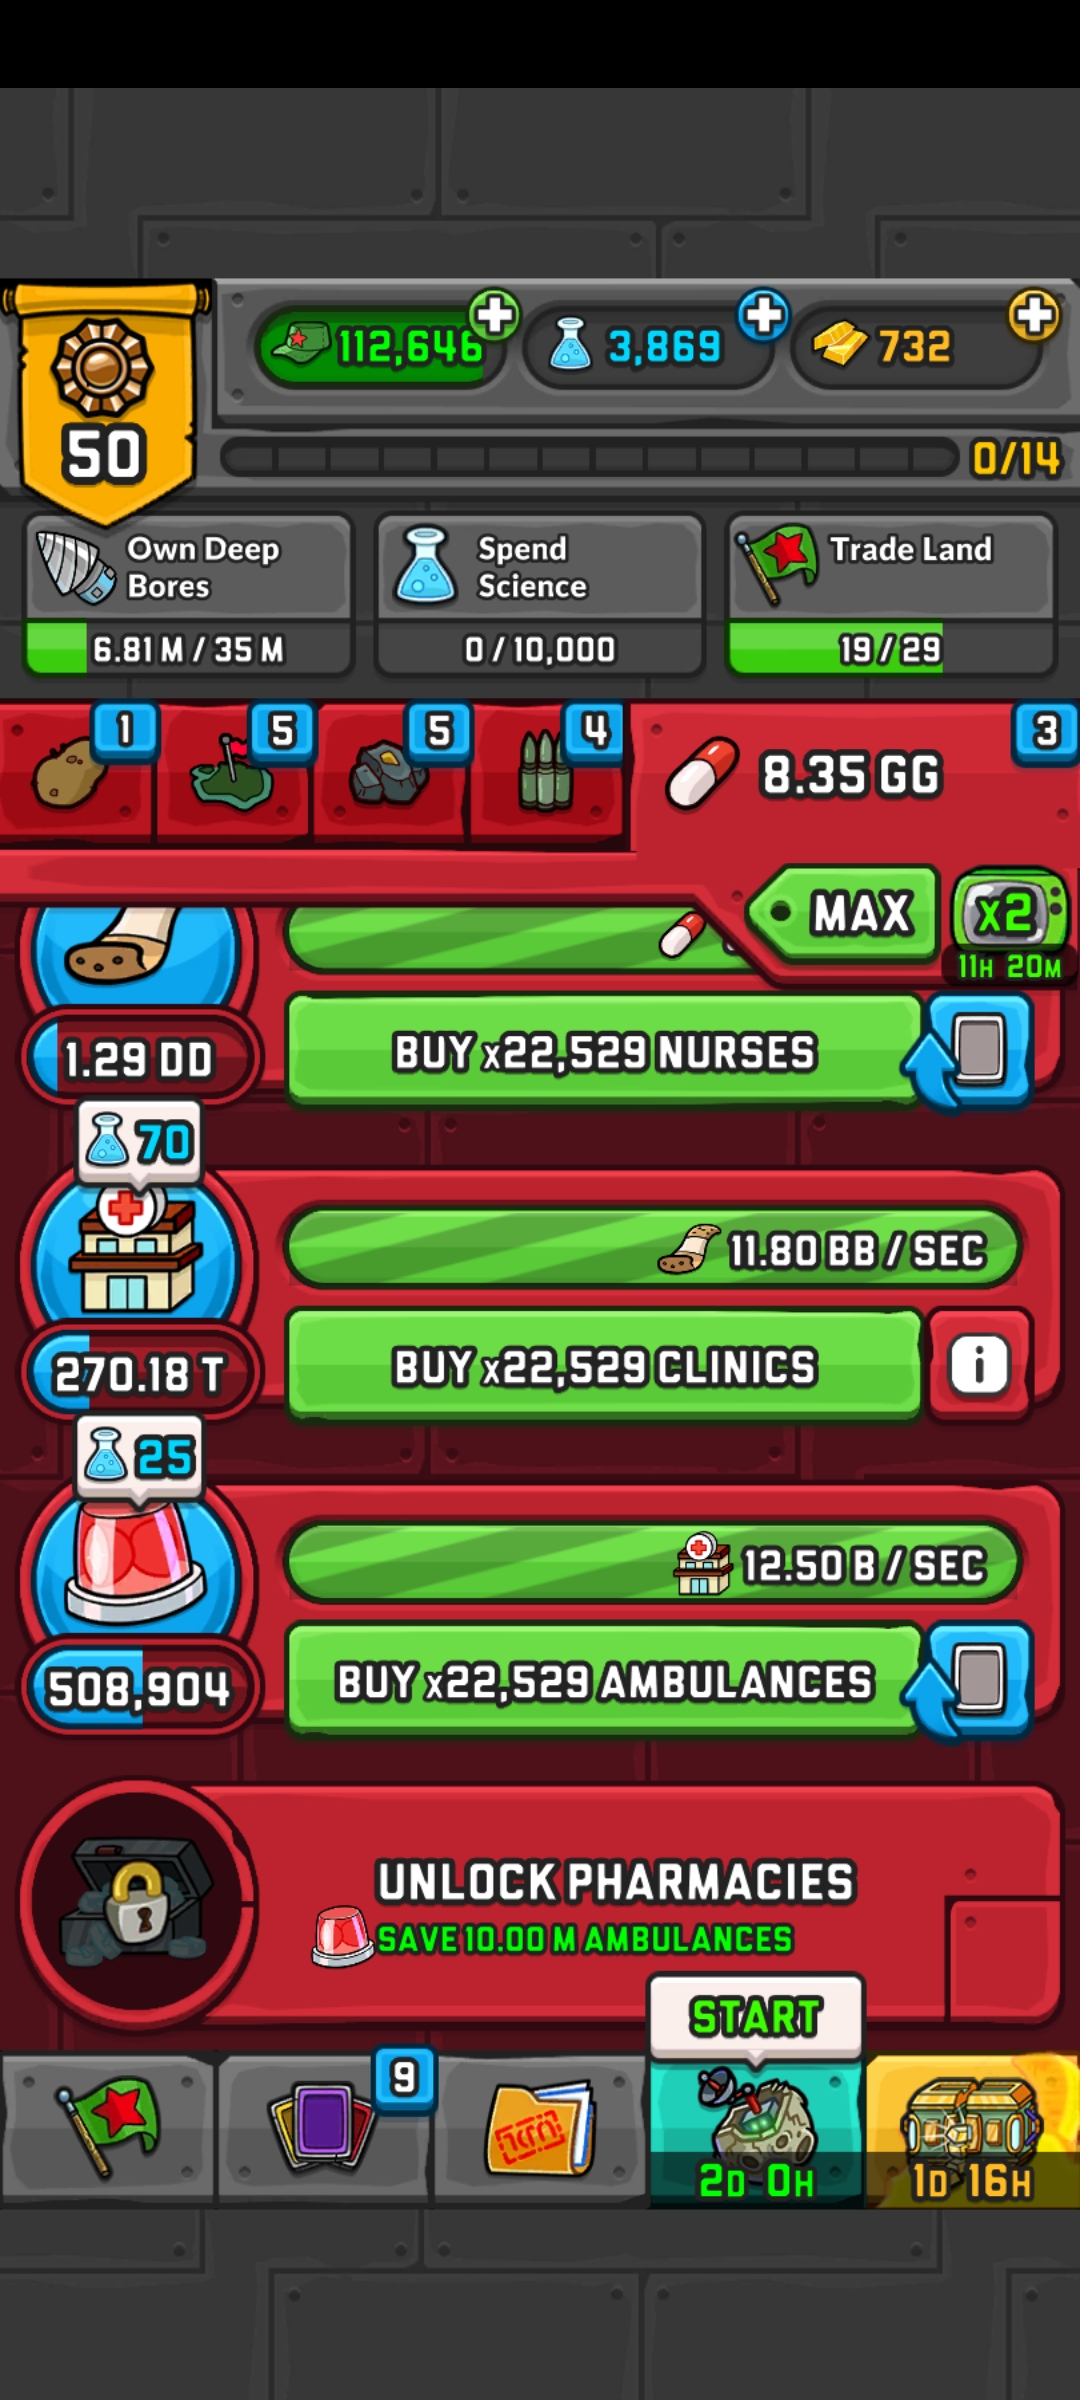 112,646
3,869
732
50
0/14
Own Deep
Bores
6.81 M / 35 M
Spend
Science
0 / 10,000
Trade Land
19 / 29
1
5
5
4
8.35 GG
3
MAX
x2
11H 20M
1.29 DD
BUY x22,529 NURSES
70
11.80 BB / SEC
270.18 T
BUY x22,529 CLINICS
i
25
12.50 B / SEC
508,904
BUY x22,529 AMBULANCES
UNLOCK PHARMACIES
SAVE 10.00 M AMBULANCES
START
9
2D 0H
1D 16H